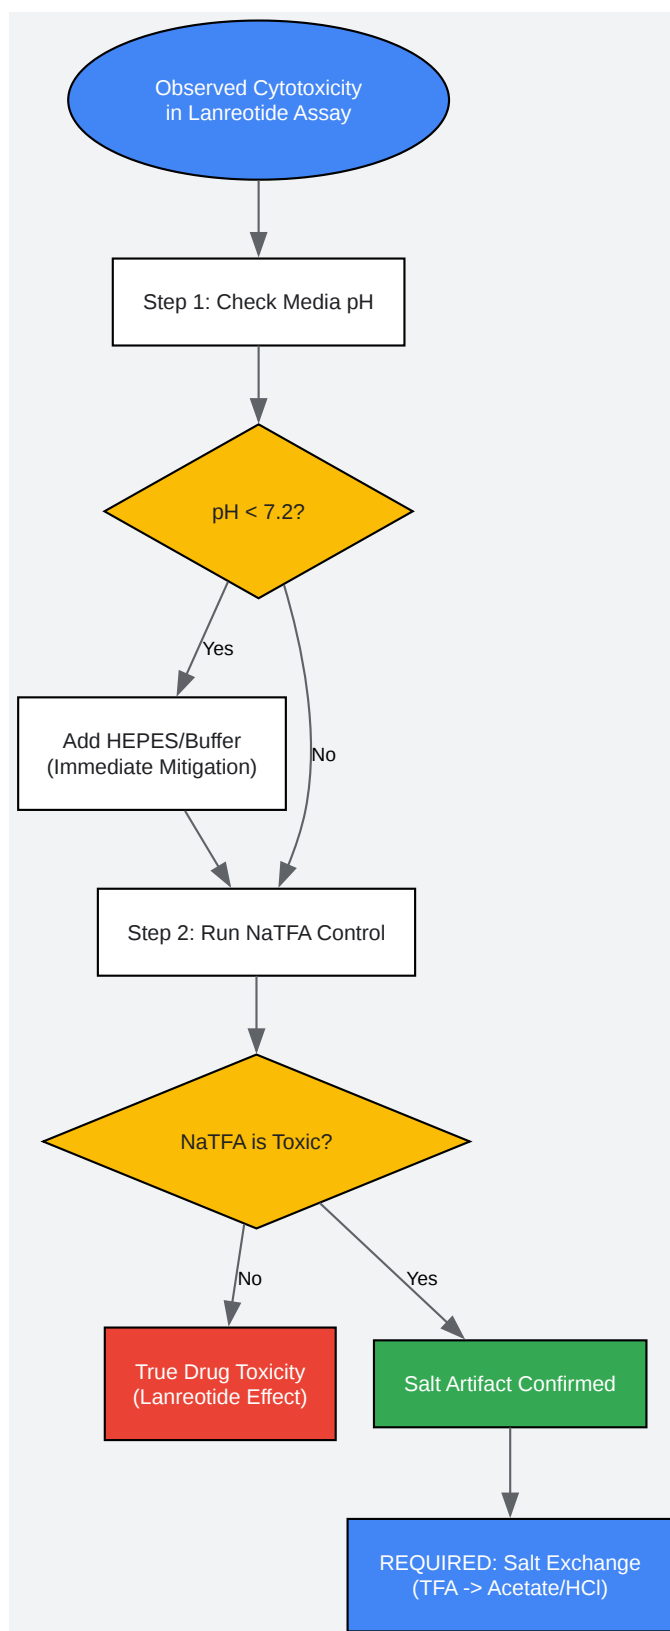 Observed Cytotoxicity
in Lanreotide Assay
Step 1: Check Media pH
pH < 7.2?
Yes
Add HEPES/Buffer
(Immediate Mitigation)
No
Step 2: Run NaTFA Control
NaTFA is Toxic?
No
Yes
True Drug Toxicity
(Lanreotide Effect)
Salt Artifact Confirmed
REQUIRED: Salt Exchange
(TFA -> Acetate/HCl)